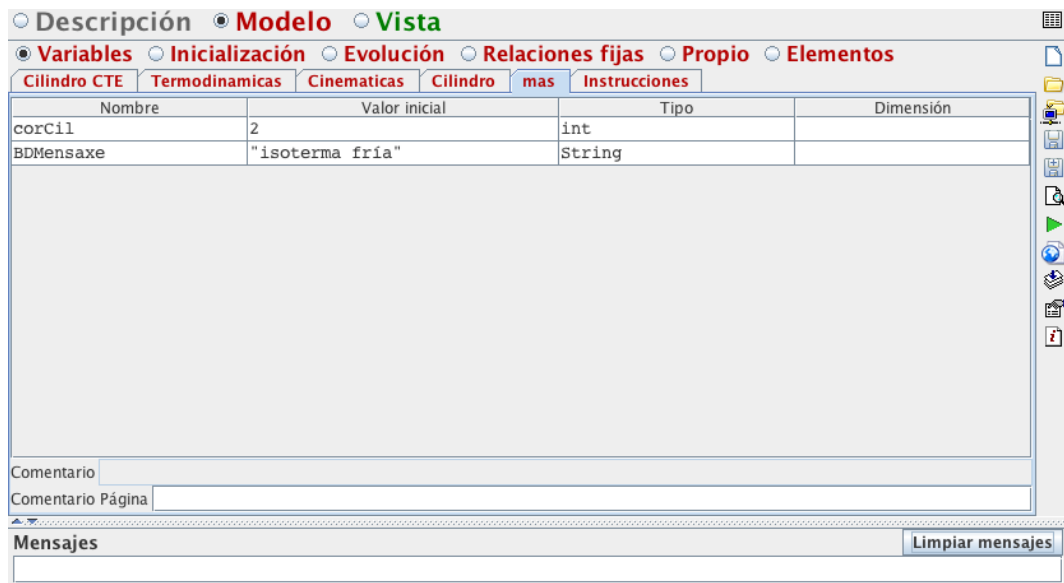 Descripción Modelo Vista
Variables Inicialización Evolución Relaciones fijas Propio Elementos
Cilindro CTE Termodinamicas Cinematicas Cilindro mas Instrucciones
Nombre Valor inicial Tipo Dimensión
corCil 2 int
BDMensaxe "isoterma fría" String
Comentario
Comentario Página
Mensajes Limpiar mensajes